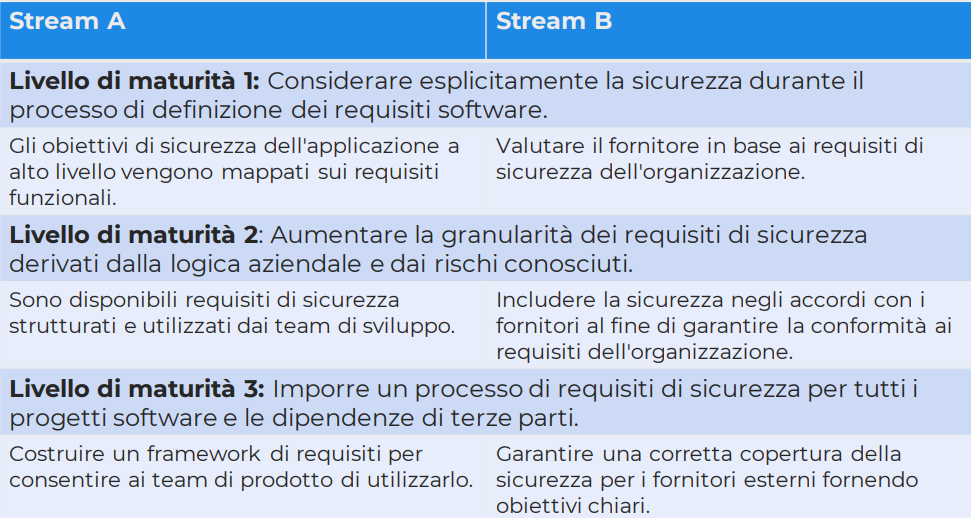 Stream A
Stream B
Livello di maturità 1: Considerare esplicitamente la sicurezza durante il
processo di definizione dei requisiti software.
Gli obiettivi di sicurezza dell'applicazione a
alto livello vengono mappati sui requisiti
funzionali.
Valutare il fornitore in base ai requisiti di
sicurezza dell'organizzazione.
Livello di maturità 2: Aumentare la granularità dei requisiti di sicurezza
derivati dalla logica aziendale e dai rischi conosciuti.
Sono disponibili requisiti di sicurezza
strutturati e utilizzati dai team di sviluppo.
Includere la sicurezza negli accordi con i
fornitori al fine di garantire la conformità ai
requisiti dell'organizzazione.
Livello di maturità 3: Imporre un processo di requisiti di sicurezza per tutti i
progetti software e le dipendenze di terze parti.
Costruire un framework di requisiti per
consentire ai team di prodotto di utilizzarlo.
Garantire una corretta copertura della
sicurezza per i fornitori esterni fornendo
obiettivi chiari.